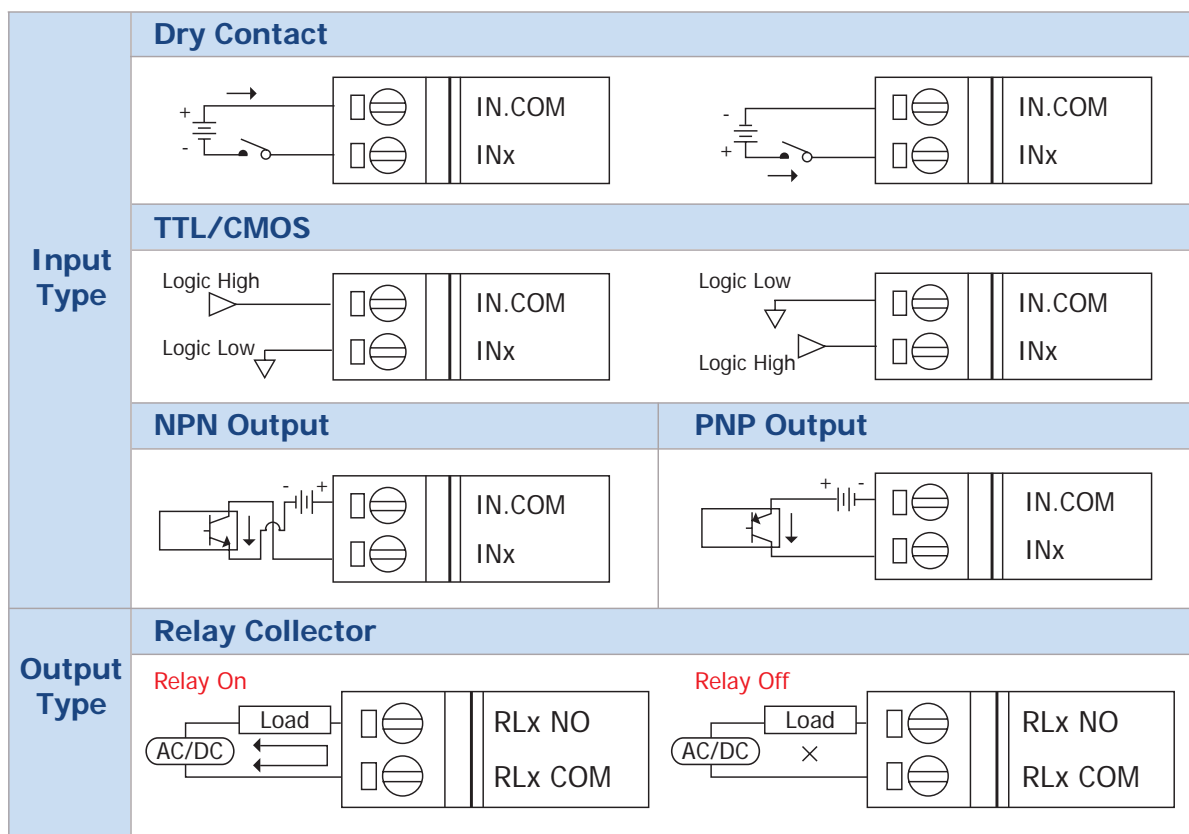 Input
Type
Dry Contact
+
-
IN.COM
INx
-
+
IN.COM
INx
TTL/CMOS
Logic High
Logic Low
IN.COM
INx
Logic Low
Logic High
IN.COM
INx
NPN Output
- +
IN.COM
INx
PNP Output
+ -
IN.COM
INx
Output
Type
Relay Collector
Relay On
Load
AC/DC
RLx NO
RLx COM
Relay Off
Load
AC/DC
×
RLx NO
RLx COM